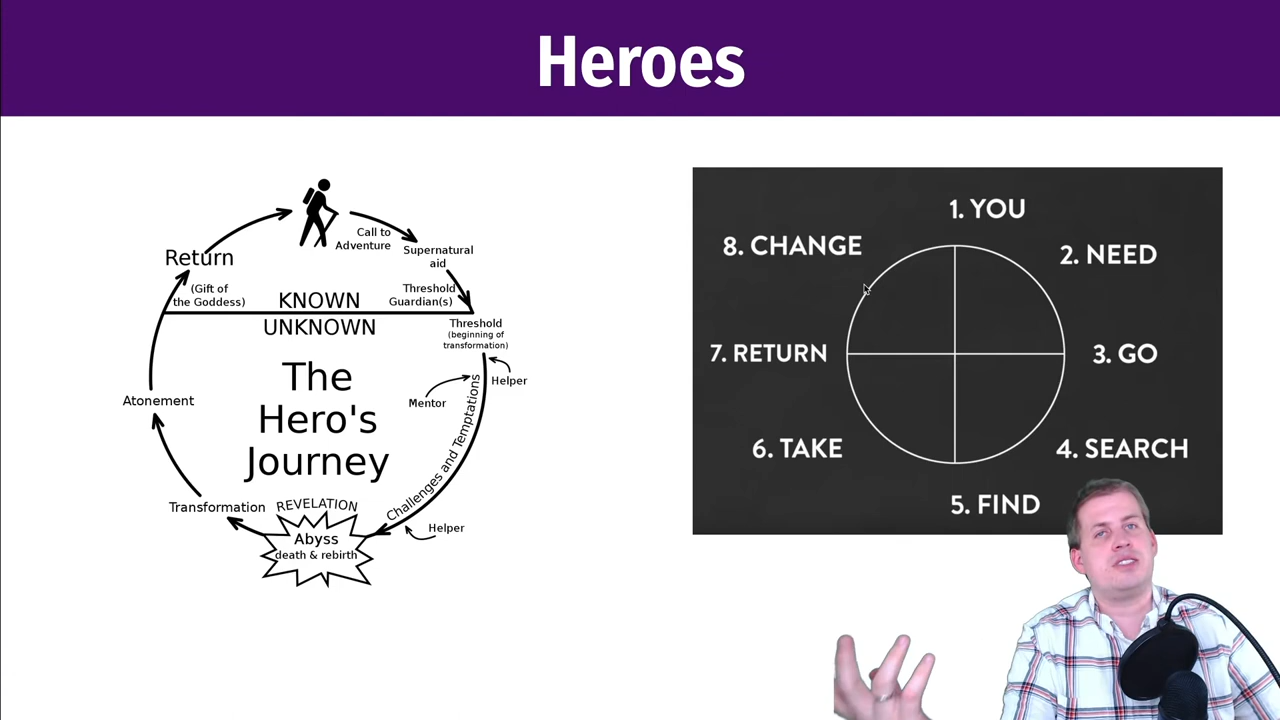 Heroes
Call to
Adventure
Supernatural
aid
Return
(Gift of
the Goddess)
KNOWN
Threshold
Guardian(s)
UNKNOWN
Threshold
(beginning of
transformation)
The
Hero's
Journey
Helper
Mentor
Atonement
Challenges and Temptations
Transformation
REVELATION
Abyss
death & rebirth
Helper
1. YOU
8. CHANGE
2. NEED
7. RETURN
3. GO
6. TAKE
4. SEARCH
5. FIND